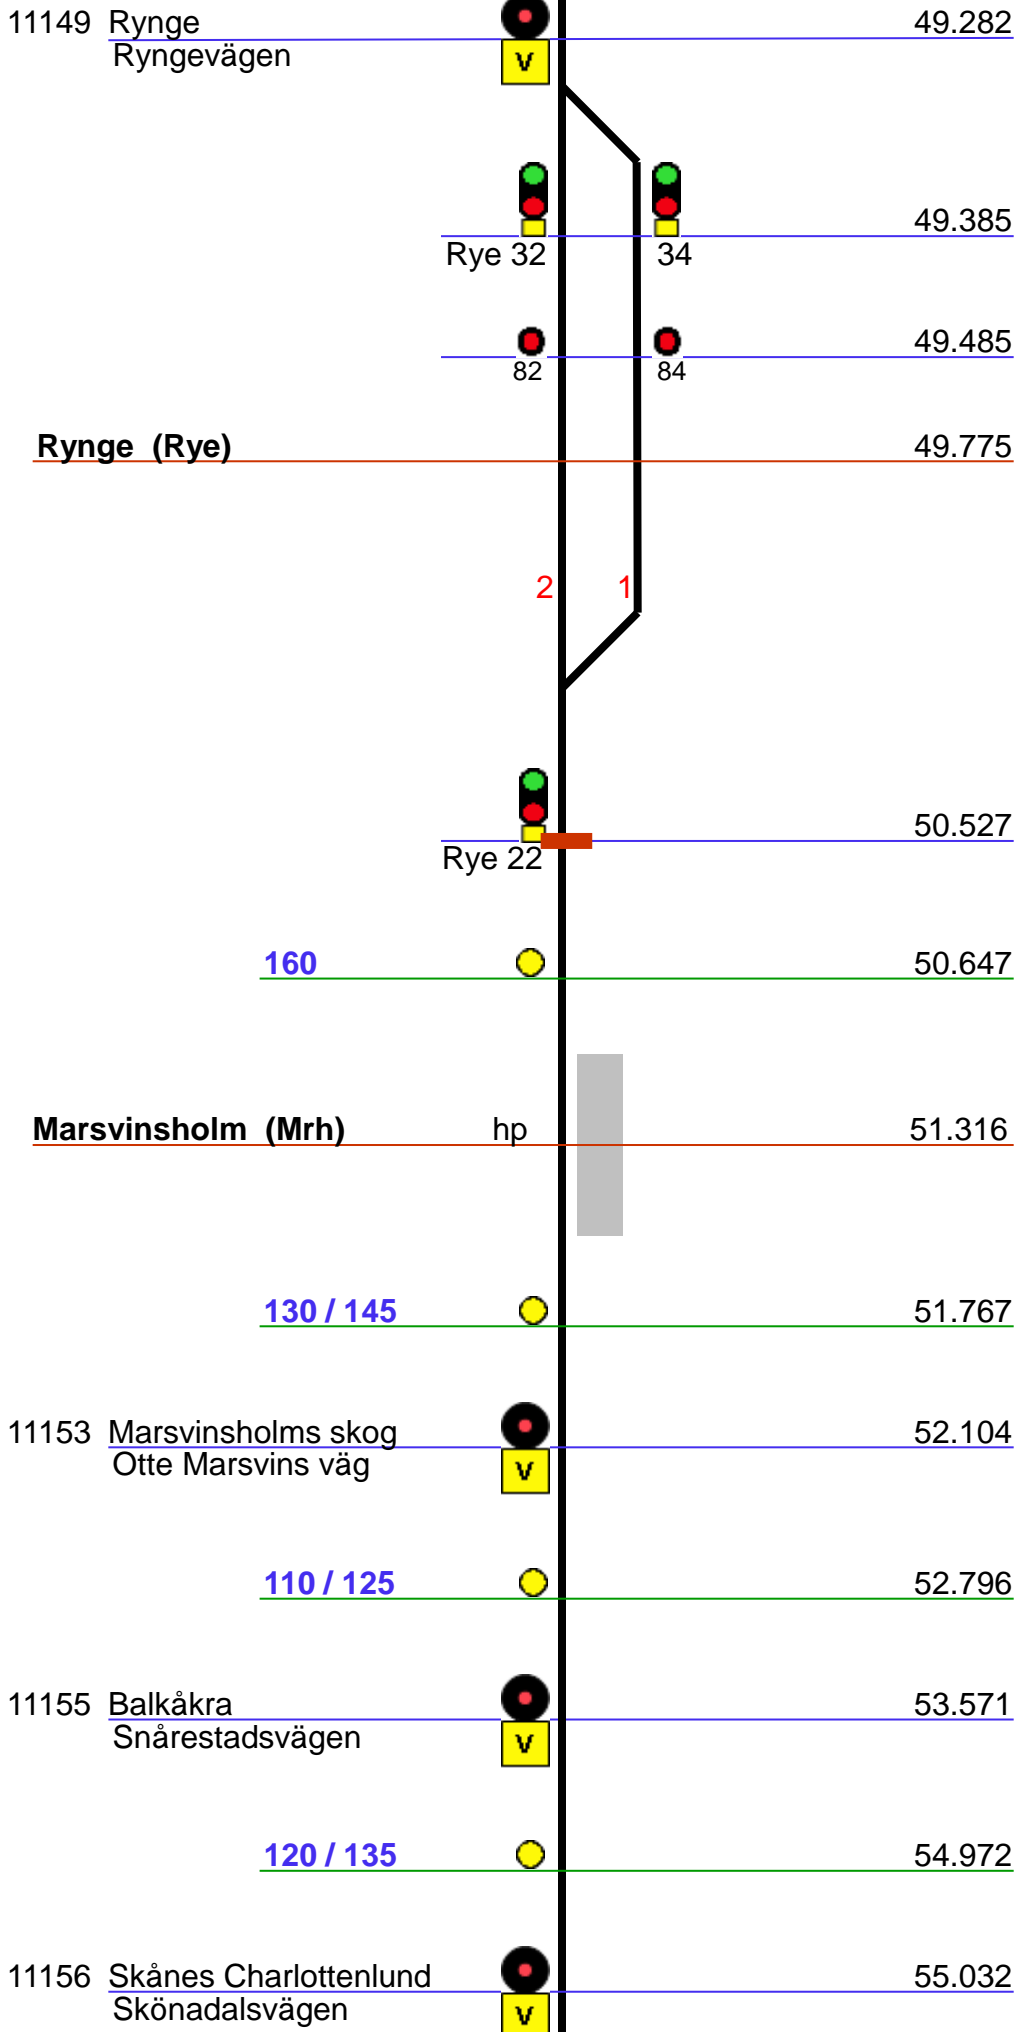 11149 Rynge 49.282
Ryngevägen
V
49.385
Rye 32 34
49.485
82 84
Rynge (Rye) 49.775
2 1
50.527
Rye 22
160 50.647
Marsvinsholm (Mrh) hp 51.316
130 / 145 51.767
11153 Marsvinsholms skog 52.104
Otte Marsvins väg
V
110 / 125 52.796
11155 Balkåkra 53.571
Snårestadsvägen
V
120 / 135 54.972
11156 Skånes Charlottenlund 55.032
Skönadalsvägen
V